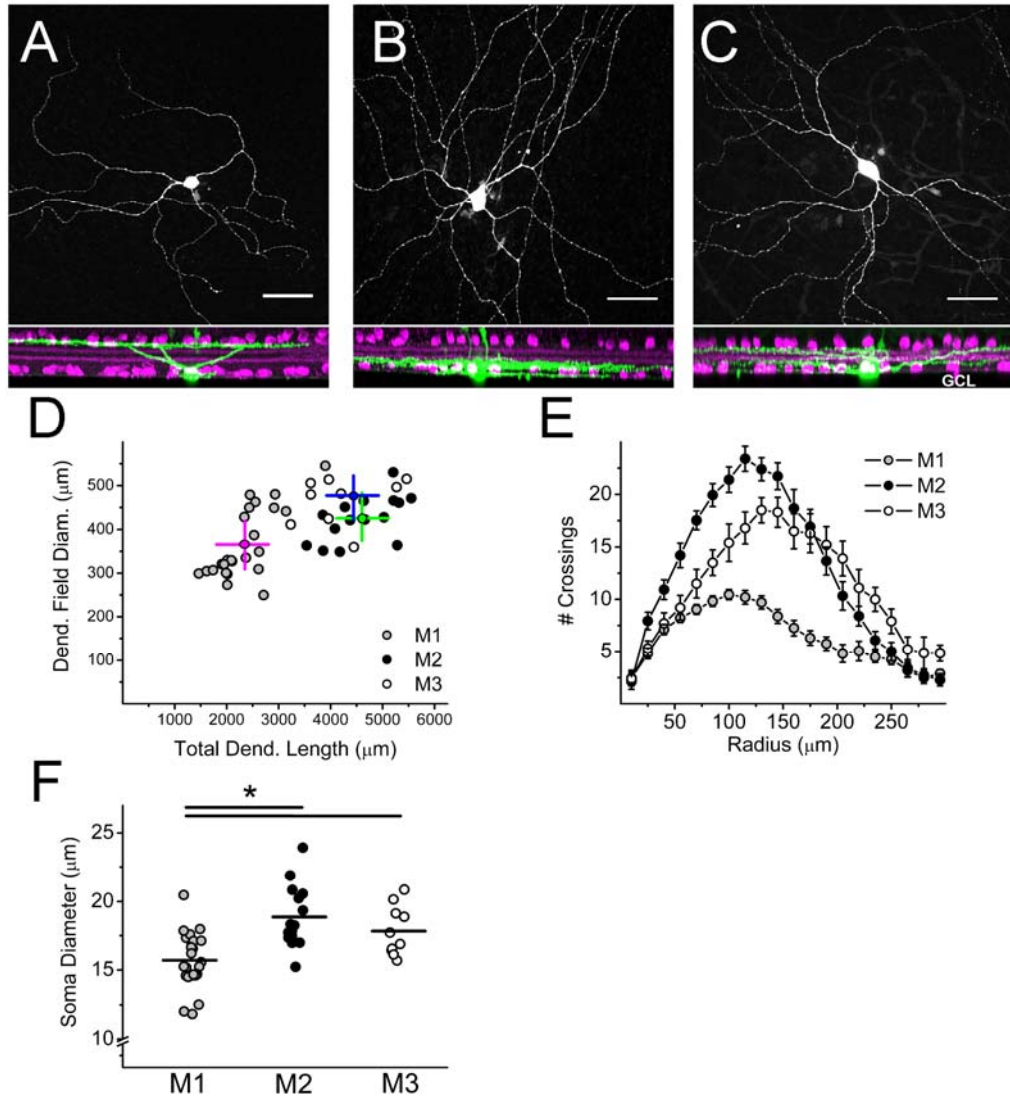 A
B
C
GCL
D
Dend. Field Diam. (μm)
500
400
300
200
100
M1
M2
M3
1000 2000 3000 4000 5000 6000
Total Dend. Length (μm)
E
# Crossings
20
15
10
5
M1
M2
M3
50 100 150 200 250
Radius (μm)
F
*
Soma Diameter (μm)
25
20
15
10
M1 M2 M3